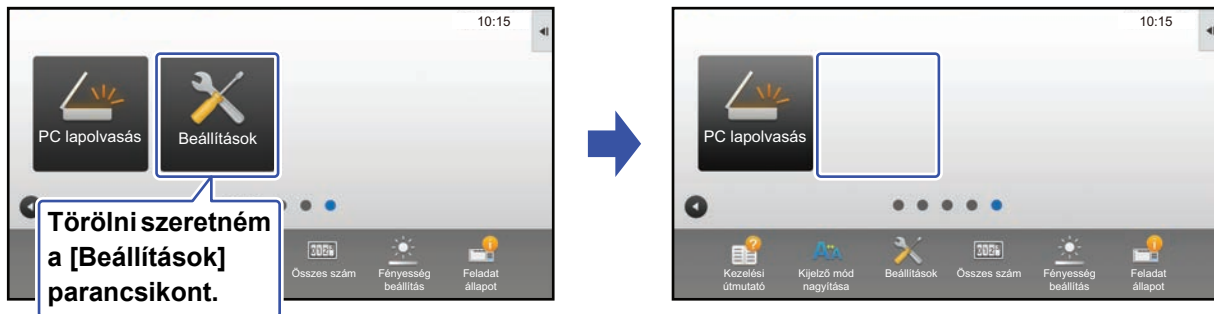 10:15
PC lapolvasás
Beállítások
Törölni szeretném
a [Beállítások]
parancsikont.
Összes szám
Fényesség
beállítás
Feladat
állapot
10:15
PC lapolvasás
Kezelési
útmutató
Kijelző mód
nagyítása
Beállítások
Összes szám
Fényesség
beállítás
Feladat
állapot